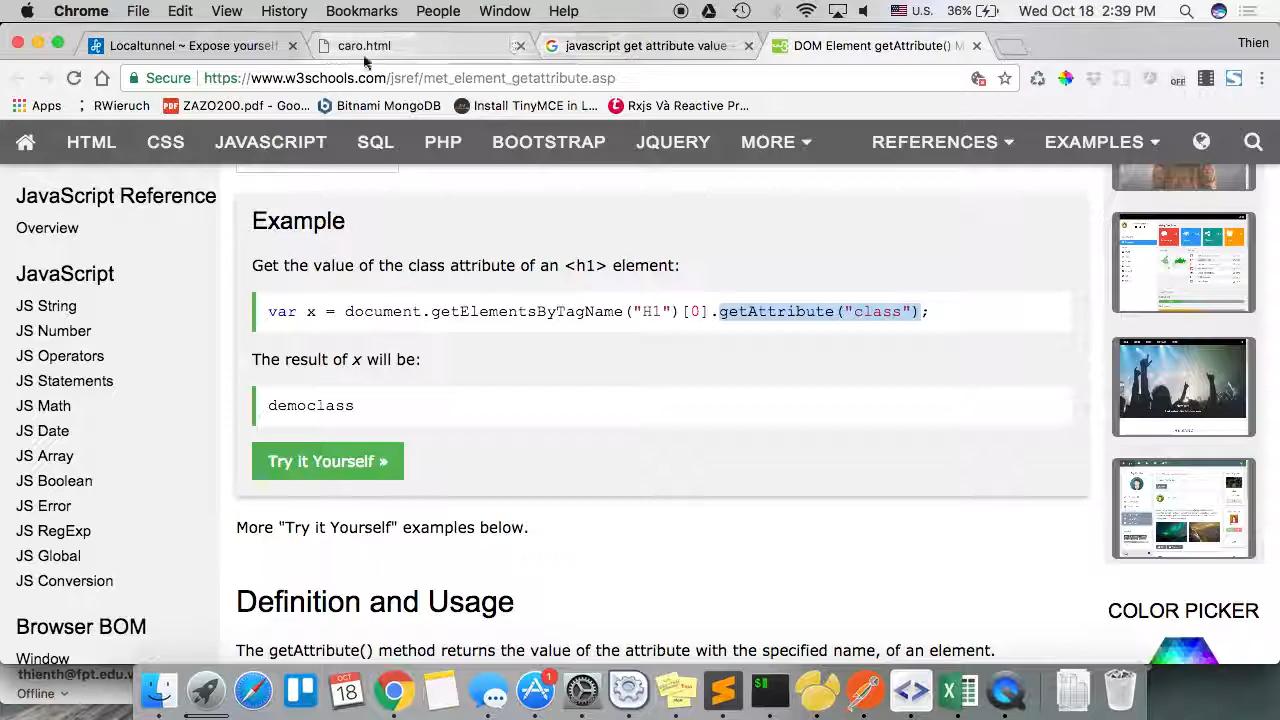 Chrome File Edit View History Bookmarks People Window Help U.S. 36% Wed Oct 18 2:39 PM
Localtunnel ~ Expose yourself caro.html javascript get attribute value - DOM Element getAttribute() M Thien
Secure https://www.w3schools.com/jsref/met_element_getattribute.asp OFF
Apps RWieruch ZAZO200.pdf - Goo... Bitnami MongoDB Install TinyMCE in L... Rxjs Và Reactive Pr...
HTML CSS JAVASCRIPT SQL PHP BOOTSTRAP JQUERY MORE REFERENCES EXAMPLES
JavaScript Reference
Overview
JavaScript
JS String
JS Number
JS Operators
JS Statements
JS Math
JS Date
JS Array
JS Boolean
JS Error
JS RegExp
JS Global
JS Conversion
Browser BOM
Window
thienth@fpt.edu.v
Offline
Example
Get the value of the class attribute of an <h1> element:
var x = document.getElementsByTagName("H1")[0].getAttribute("class");
The result of x will be:
democlass
Try it Yourself »
More "Try it Yourself" examples below.
Definition and Usage
The getAttribute() method returns the value of the attribute with the specified name, of an element.
COLOR PICKER
OCT
18
1
$